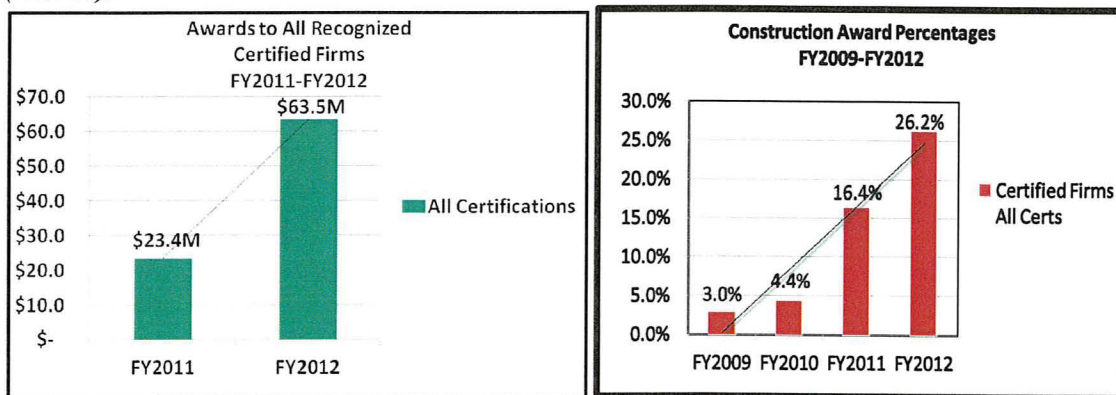 Awards to All Recognized
Certified Firms
FY2011-FY2012
$70.0
$60.0
$50.0
$40.0
$30.0
$20.0
$10.0
$-
$23.4M
$63.5M
FY2011
FY2012
All Certifications
Construction Award Percentages
FY2009-FY2012
30.0%
25.0%
20.0%
15.0%
10.0%
5.0%
0.0%
3.0%
4.4%
16.4%
26.2%
FY2009 FY2010 FY2011 FY2012
Certified Firms
All Certs